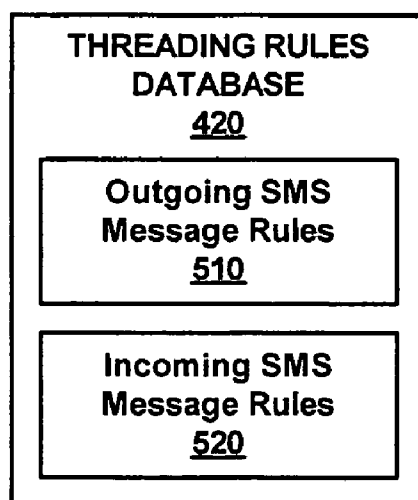 THREADING RULES
DATABASE
420
Outgoing SMS
Message Rules
510
Incoming SMS
Message Rules
520